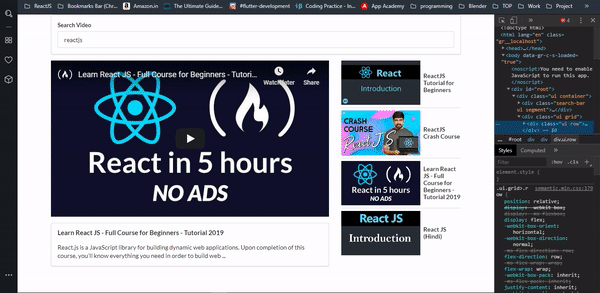 ReactJS
Bookmarks Bar (Chr...
Amazon.in
The Ultimate Guide...
#flutter-development
Coding Practice - In...
App Academy
programming
Blender
TOP
Work
Project
Search Video
reactjs
Learn React JS - Full Course for Beginners - Tutori...
Watch later
Share
React in 5 hours
NO ADS
Learn React JS - Full Course for Beginners - Tutorial 2019
React.js is a JavaScript library for building dynamic web applications. Upon completion of
this course, you'll know everything you need in order to build web ...
React
Introduction
ReactJS
Tutorial for
Beginners
CRASH
COURSE
ReactJS
ReactJS
Crash Course
React in 5 hours
NO ADS
Learn React
JS - Full
Course for
Beginners -
Tutorial 2019
React JS
Introduction
React JS
(Hindi)
4
<!doctype html>
<html lang="en" class=
"gr__localhost">
<head>…</head>
<body data-gr-c-s-loaded=
"true">
<noscript>You need to enable
JavaScript to run this app.
</noscript>
<div id="root">
<div class="ui container">
<div class="search-bar
ui segment">…</div>
<div class="ui grid">
<div class="ui row">…
</div> == $0
#root
div
div
div.ui.row
Styles
Computed
Filter
:hov
.cls
element.style {
}
.ui.grid>.r
ow {
position: relative;
display: -webkit-box;
display: -ms-flexbox;
display: flex;
-webkit-box-orient:
horizontal;
-webkit-box-direction:
normal;
-ms-flex-direction: row;
flex-direction: row;
-ms-flex-wrap: wrap;
flex-wrap: wrap;
-webkit-box-pack: inherit;
-ms-flex-pack: inherit;
justify-content: inherit;